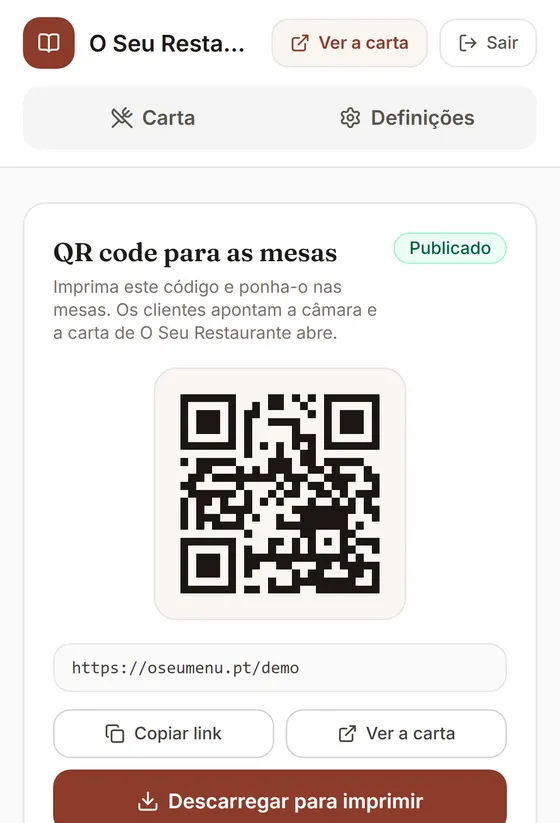 O Seu Resta...
Ver a carta
Sair
Carta
Definições
QR code para as mesas
Publicado
Imprima este código e ponha-o nas
mesas. Os clientes apontam a câmara e
a carta de O Seu Restaurante abre.
https://oseumenu.pt/demo
Copiar link
Ver a carta
Descarregar para imprimir